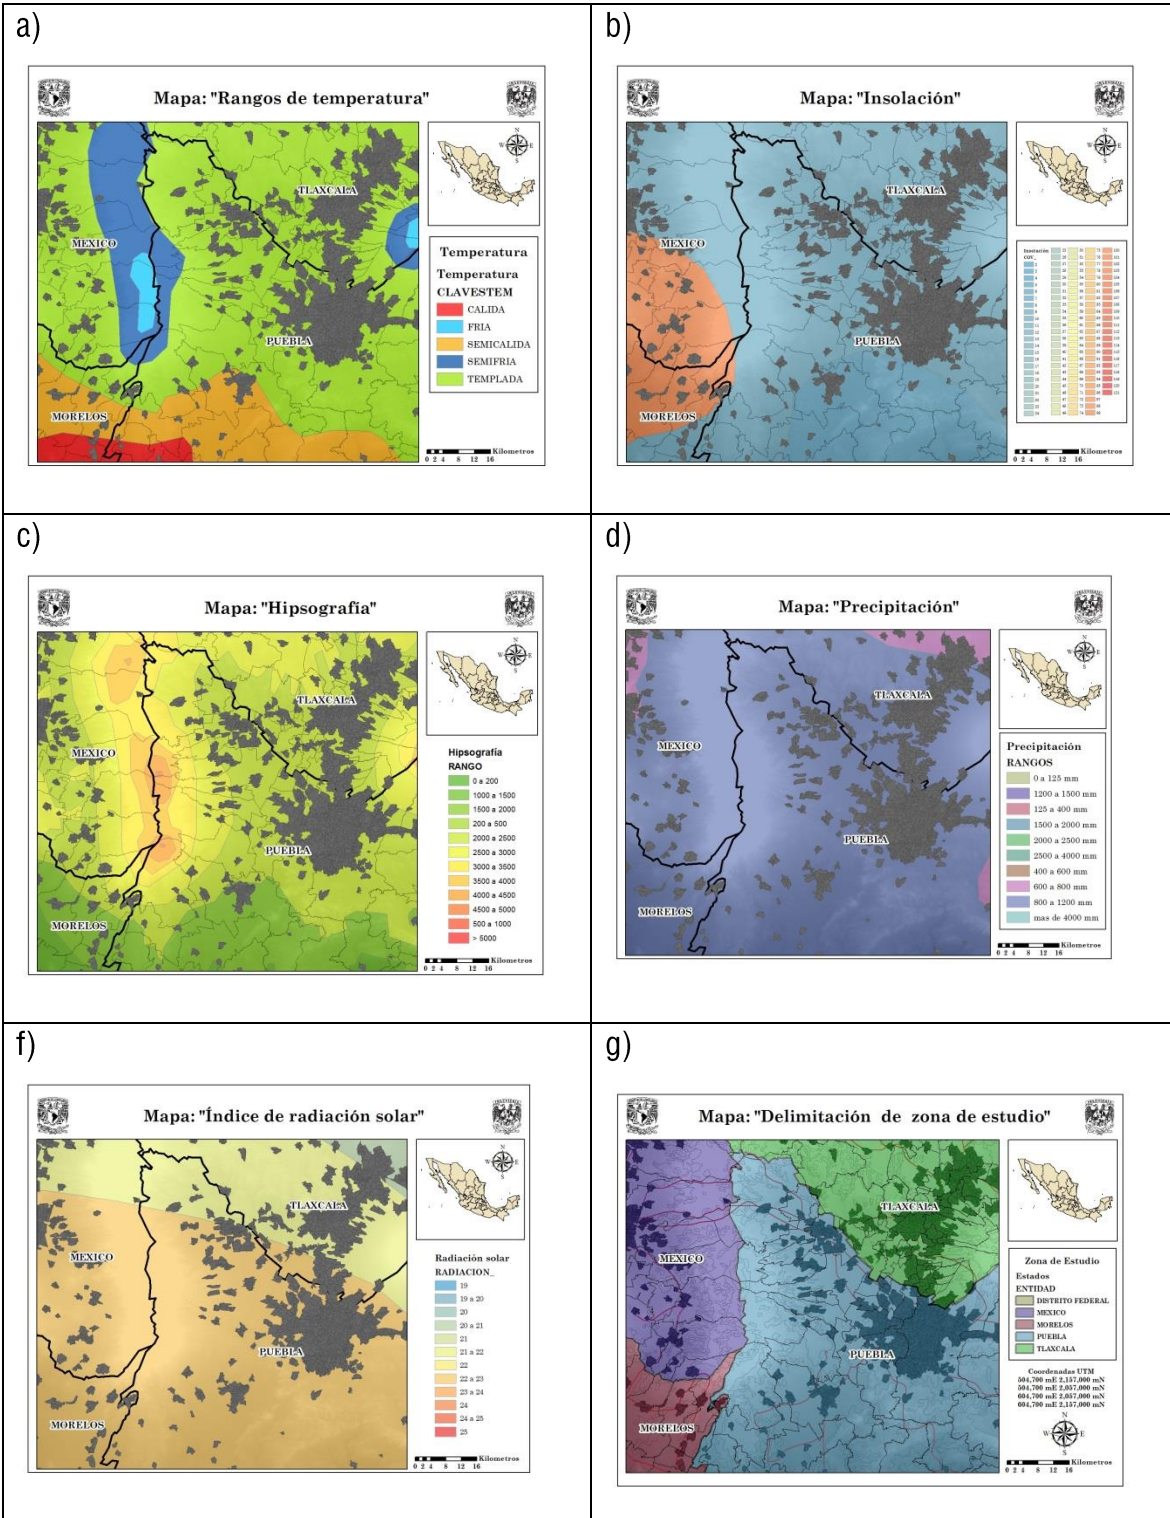 a)
Mapa: "Rangos de temperatura"
TLAXCALA
MEXICO
PUEBLA
MORELOS
N
W E
S
Temperatura
Temperatura
CLAVESTEM
CALIDA
FRIA
SEMICALIDA
SEMIFRIA
TEMPLADA
Kilometros
0 2 4 8 12 16
b)
Mapa: "Insolación"
TLAXCALA
MEXICO
PUEBLA
MORELOS
N
W E
S
Insolación
COV_
Kilometros
0 2 4 8 12 16
c)
Mapa: "Hipsografía"
TLAXCALA
MEXICO
PUEBLA
MORELOS
N
W E
S
Hipsografía
RANGO
0 a 200
1000 a 1500
1500 a 2000
200 a 500
2000 a 2500
2500 a 3000
3000 a 3500
3500 a 4000
4000 a 4500
4500 a 5000
500 a 1000
> 5000
Kilometros
0 2 4 8 12 16
d)
Mapa: "Precipitación"
TLAXCALA
MEXICO
PUEBLA
MORELOS
N
W E
S
Precipitación
RANGOS
0 a 125 mm
1200 a 1500 mm
125 a 400 mm
1500 a 2000 mm
2000 a 2500 mm
2500 a 4000 mm
400 a 600 mm
600 a 800 mm
800 a 1200 mm
mas de 4000 mm
Kilometros
0 2 4 8 12 16
f)
Mapa: "Índice de radiación solar"
TLAXCALA
MEXICO
PUEBLA
MORELOS
N
W E
S
Radiación solar
RADIACION_
19
19 a 20
20
20 a 21
21
21 a 22
22
22 a 23
23 a 24
24
24 a 25
25
Kilometros
0 2 4 8 12 16
g)
Mapa: "Delimitación de zona de estudio"
TLAXCALA
MEXICO
PUEBLA
MORELOS
Zona de Estudio
Estados
ENTIDAD
DISTRITO FEDERAL
MEXICO
MORELOS
PUEBLA
TLAXCALA
Coordenadas UTM
504,700 mE 2,157,000 mN
504,700 mE 2,057,000 mN
604,700 mE 2,057,000 mN
604,700 mE 2,157,000 mN
N
W E
S
Kilometros
0 2 4 8 12 16